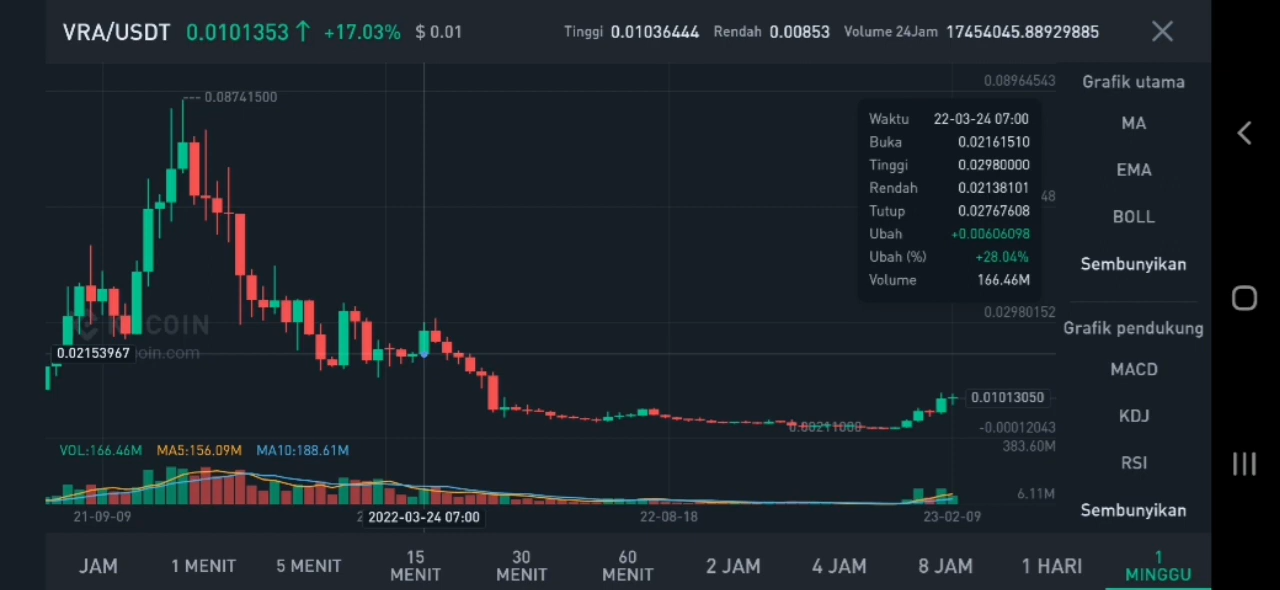 VRA/USDT 0.0101353↑ +17.03% $ 0.01 Tinggi 0.01036444 Rendah 0.00853 Volume 24Jam 17454045.88929885
0.08741500
0.08964543
Waktu 22-03-24 07:00
Buka 0.02161510
Tinggi 0.02980000
Rendah 0.02138101
Tutup 0.02767608
Ubah +0.00606098
Ubah (%) +28.04%
Volume 166.46M
48
0.02980152
0.02153967
0.01013050
0.00211000
-0.00012043
383.60M
VOL:166.46M MA5:156.09M MA10:188.61M
6.11M
21-09-09 2022-03-24 07:00 22-08-18 23-02-09
Grafik utama
MA
EMA
BOLL
Sembunyikan
Grafik pendukung
MACD
KDJ
RSI
Sembunyikan
JAM 1 MENIT 5 MENIT 15 MENIT 30 MENIT 60 MENIT 2 JAM 4 JAM 8 JAM 1 HARI 1 MINGGU